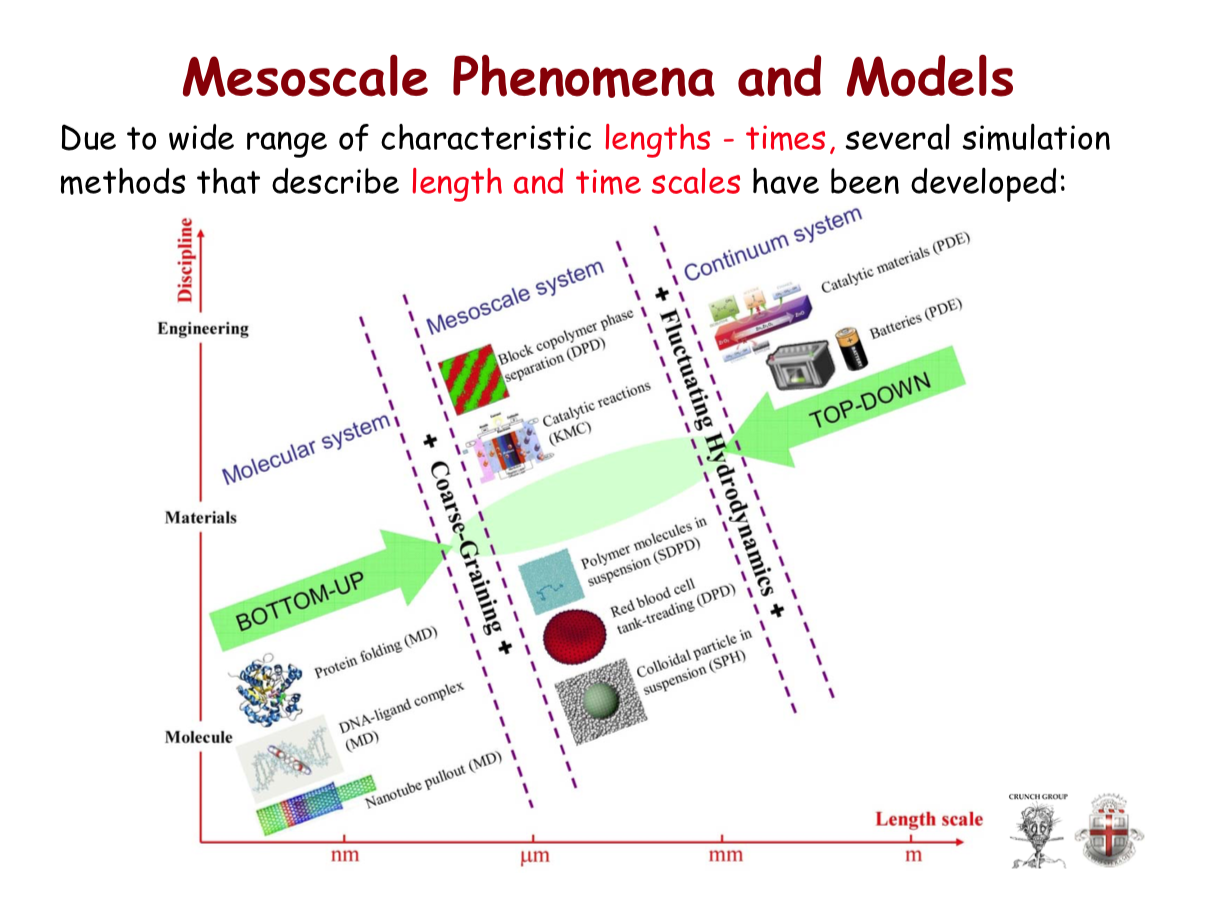 Mesoscale Phenomena and Models
Due to wide range of characteristic lengths - times, several simulation
methods that describe length and time scales have been developed:
Discipline
Engineering
Materials
Molecule
Molecular system
Mesoscale system
Continuum system
Block copolymer phase
separation (DPD)
Catalytic reactions
(KMC)
Catalytic materials (PDE)
Batteries (PDE)
TOP-DOWN
BOTTOM-UP
+ Coarse-Graining +
+ Fluctuating Hydrodynamics +
Polymer molecules in
suspension (SDPD)
Red blood cell
tank-treading (DPD)
Colloidal particle in
suspension (SPH)
Protein folding (MD)
DNA-ligand complex
(MD)
Nanotube pullout (MD)
Length scale
nm
μm
mm
m
CRUNCH GROUP